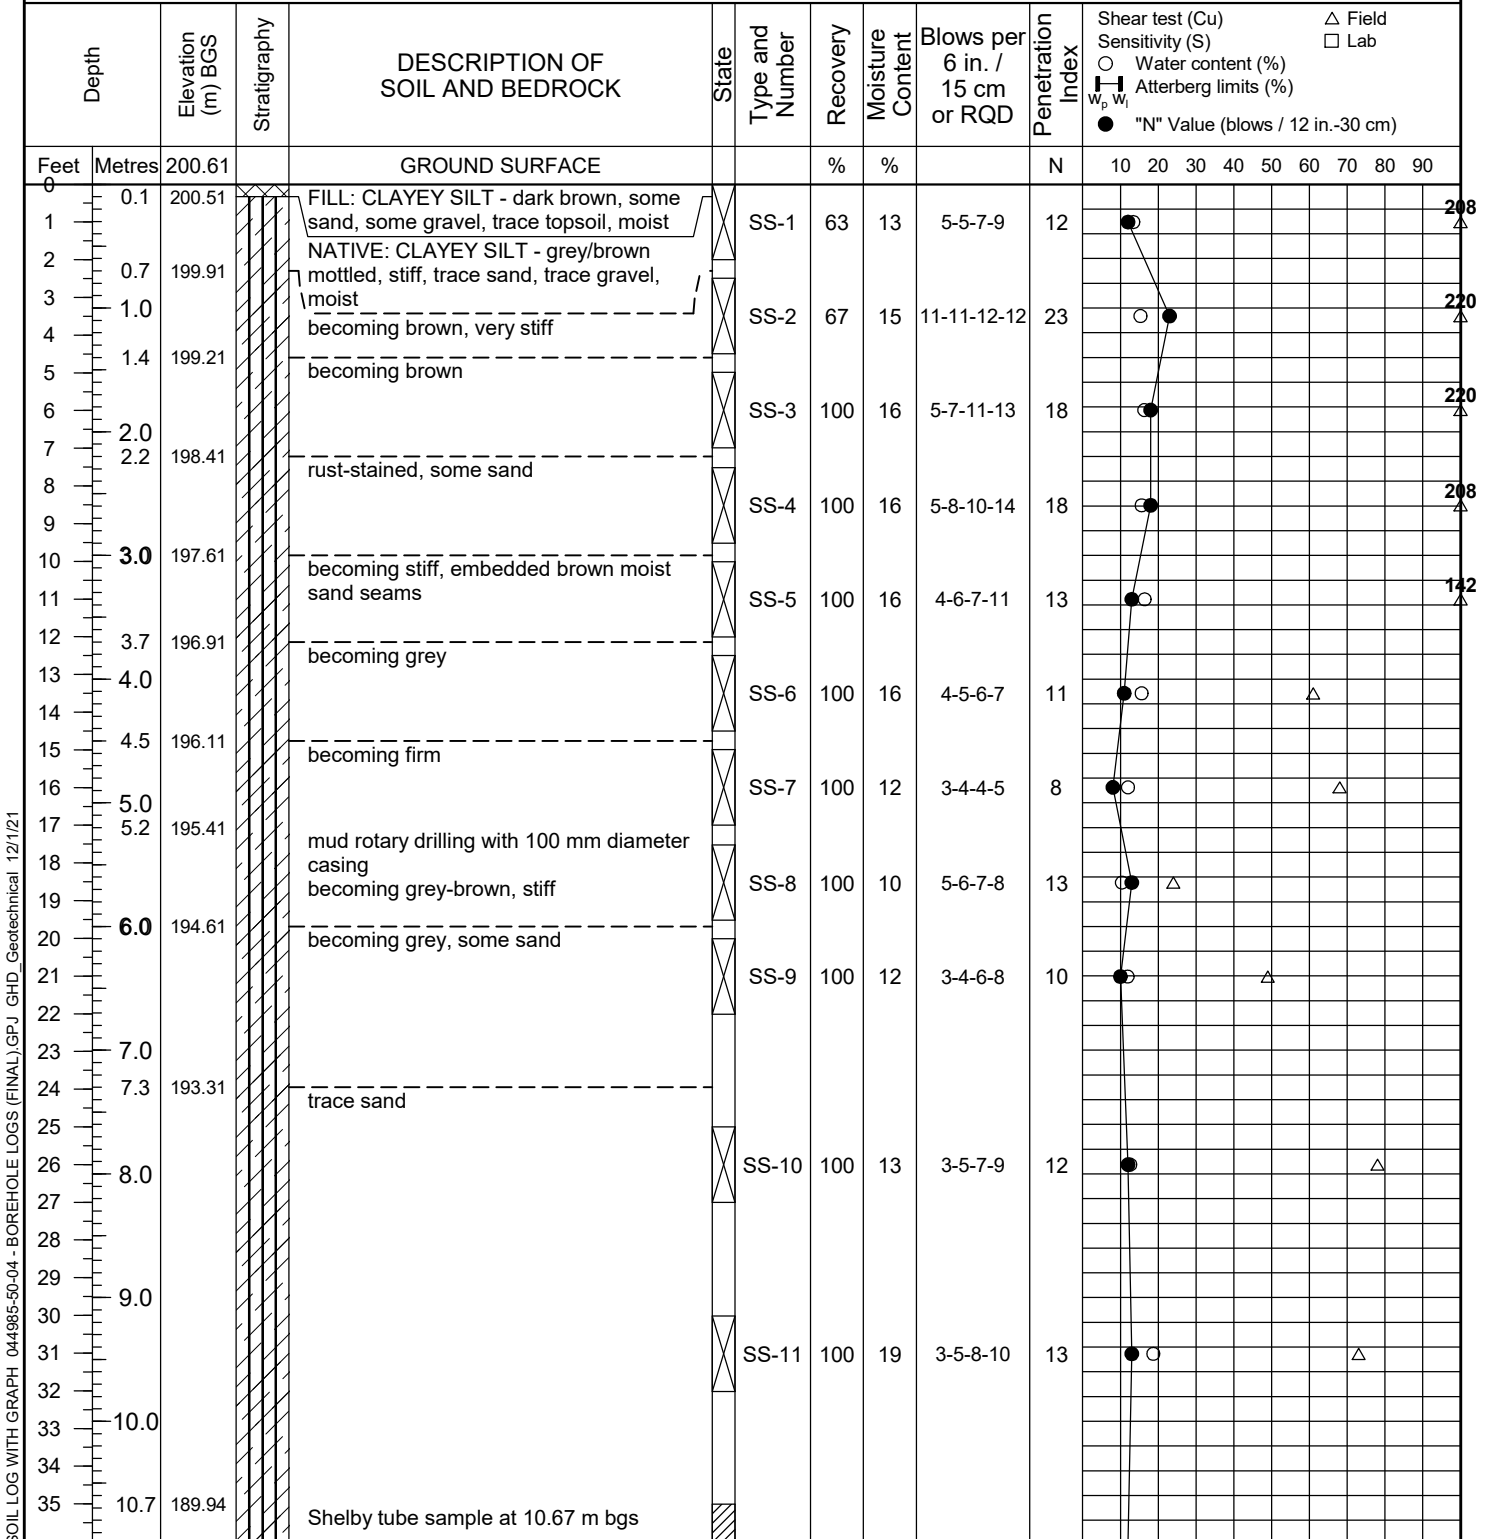 Depth
Elevation (m) BGS
Stratigraphy
DESCRIPTION OF
SOIL AND BEDROCK
State
Type and Number
Recovery
Moisture Content
Blows per
6 in. /
15 cm
or RQD
Penetration Index
Shear test (Cu) △ Field
Sensitivity (S) □ Lab
○ Water content (%)
Atterberg limits (%)
wp wl
● "N" Value (blows / 12 in.-30 cm)
Feet Metres 200.61 GROUND SURFACE % % N 10 20 30 40 50 60 70 80 90
0
0.1 200.51 FILL: CLAYEY SILT - dark brown, some
208
1 sand, some gravel, trace topsoil, moist SS-1 63 13 5-5-7-9 12
NATIVE: CLAYEY SILT - grey/brown
2 0.7 199.91 mottled, stiff, trace sand, trace gravel,
3 moist
1.0 220
SS-2 67 15 11-11-12-12 23
4 becoming brown, very stiff
1.4 199.21
5 becoming brown
220
6 SS-3 100 16 5-7-11-13 18
2.0
7 2.2 198.41
rust-stained, some sand
8 208
SS-4 100 16 5-8-10-14 18
9
10 3.0 197.61
becoming stiff, embedded brown moist
142
11 sand seams SS-5 100 16 4-6-7-11 13
12 3.7 196.91
becoming grey
13 4.0
SS-6 100 16 4-5-6-7 11
14
4.5 196.11
15 becoming firm
16 SS-7 100 12 3-4-4-5 8
5.0
17 5.2 195.41
mud rotary drilling with 100 mm diameter
18 casing
becoming grey-brown, stiff SS-8 100 10 5-6-7-8 13
19
6.0 194.61
20 becoming grey, some sand
21 SS-9 100 12 3-4-6-8 10
22
23 7.0
24 7.3 193.31
trace sand
25
26 SS-10 100 13 3-5-7-9 12
8.0
27
28
29
9.0
30
31 SS-11 100 19 3-5-8-10 13
32
10.0
33
34
35 10.7 189.94
Shelby tube sample at 10.67 m bgs
SOIL LOG WITH GRAPH 044985-50-04 - BOREHOLE LOGS (FINAL).GPJ GHD_Geotechnical 12/1/21